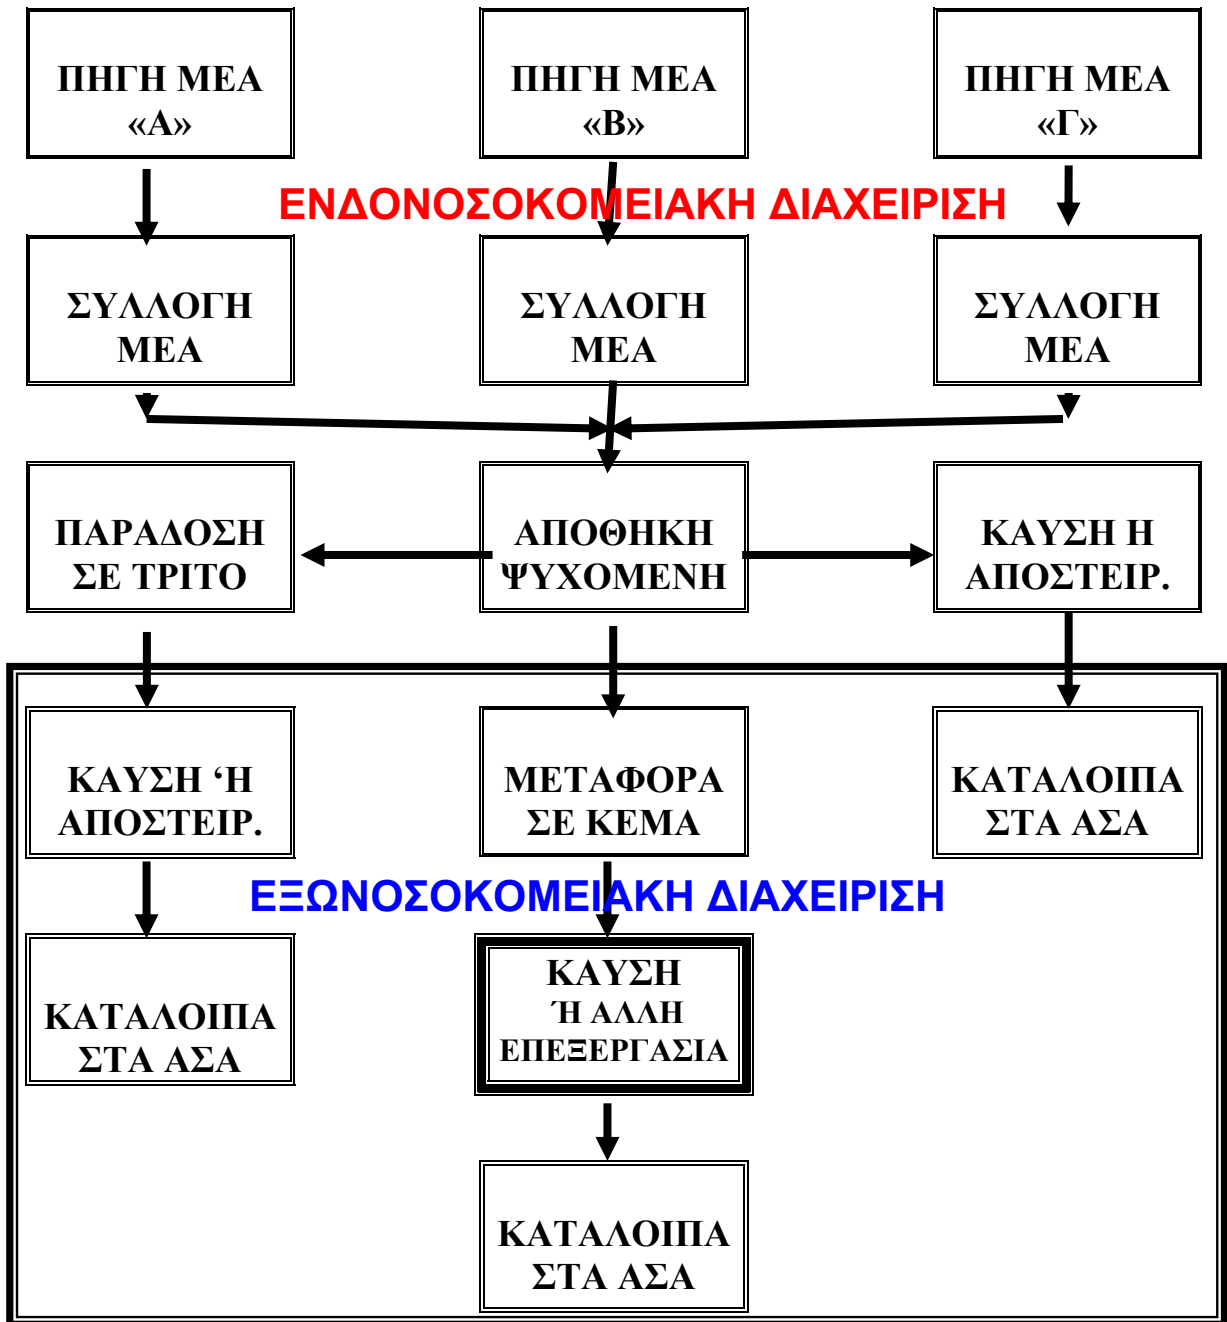 ΠΗΓΗ ΜΕΑ
«Α»
ΠΗΓΗ ΜΕΑ
«Β»
ΠΗΓΗ ΜΕΑ
«Γ»
ΕΝΔΟΝΟΣΟΚΟΜΕΙΑΚΗ ΔΙΑΧΕΙΡΙΣΗ
ΣΥΛΛΟΓΗ
ΜΕΑ
ΣΥΛΛΟΓΗ
ΜΕΑ
ΣΥΛΛΟΓΗ
ΜΕΑ
ΠΑΡΑΔΟΣΗ
ΣΕ ΤΡΙΤΟ
ΑΠΟΘΗΚΗ
ΨΥΧΟΜΕΝΗ
ΚΑΥΣΗ Η
ΑΠΟΣΤΕΙΡ.
ΚΑΥΣΗ ‘Η
ΑΠΟΣΤΕΙΡ.
ΜΕΤΑΦΟΡΑ
ΣΕ ΚΕΜΑ
ΚΑΤΑΛΟΙΠΑ
ΣΤΑ ΑΣΑ
ΕΞΩΝΟΣΟΚΟΜΕΙΑΚΗ ΔΙΑΧΕΙΡΙΣΗ
ΚΑΤΑΛΟΙΠΑ
ΣΤΑ ΑΣΑ
ΚΑΥΣΗ
Ή ΑΛΛΗ
ΕΠΕΞΕΡΓΑΣΙΑ
ΚΑΤΑΛΟΙΠΑ
ΣΤΑ ΑΣΑ